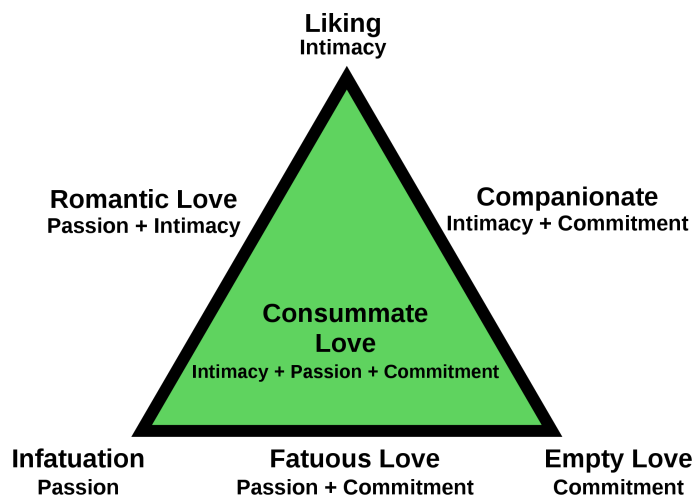 Liking
Intimacy
Romantic Love
Passion + Intimacy
Companionate
Intimacy + Commitment
Consummate
Love
Intimacy + Passion + Commitment
Infatuation
Passion
Fatuous Love
Passion + Commitment
Empty Love
Commitment